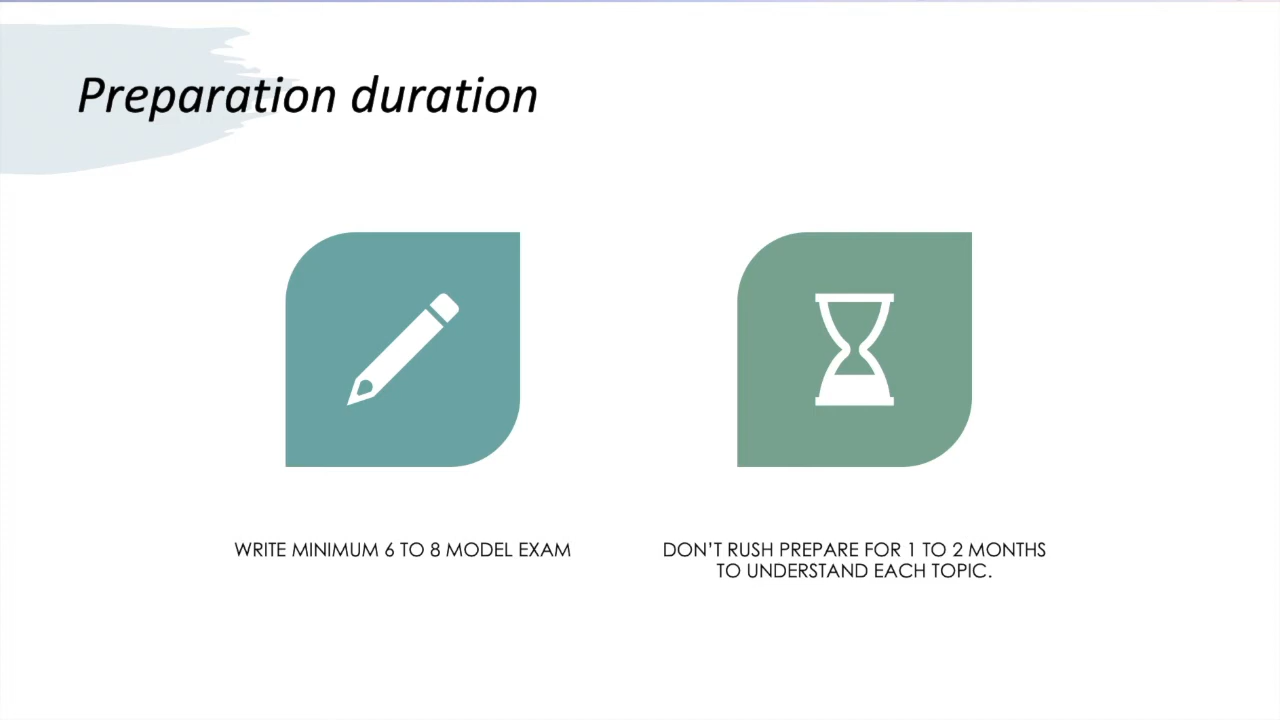 Preparation duration
WRITE MINIMUM 6 TO 8 MODEL EXAM
DON’T RUSH PREPARE FOR 1 TO 2 MONTHS
TO UNDERSTAND EACH TOPIC.